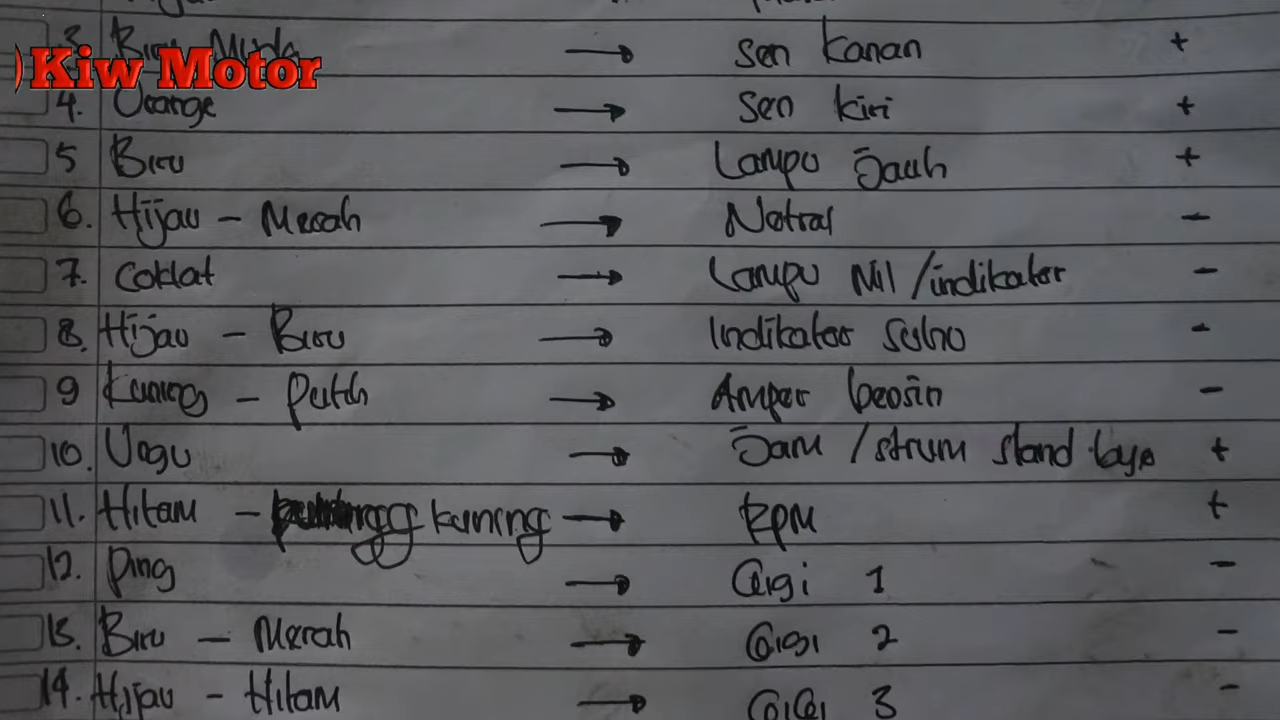 3. Biru Muda → Sen Kanan +
Kiw Motor
4. Orange → Sen kiri +
5 Biru → Lampu Jauh +
6. Hijau - Merah → Netral -
7. Coklat → Lampu Mil /indikator -
8. Hijau - Biru → Indikator Suhu -
9 Kuning - Putih → Amper bensin -
10. Ungu → Jam /strum stand bye +
11. Hitam - kuning → Rpm +
12. Ping → Gigi 1 -
13. Biru - Merah → Gigi 2 -
14. Hijau - Hitam → Gigi 3 -